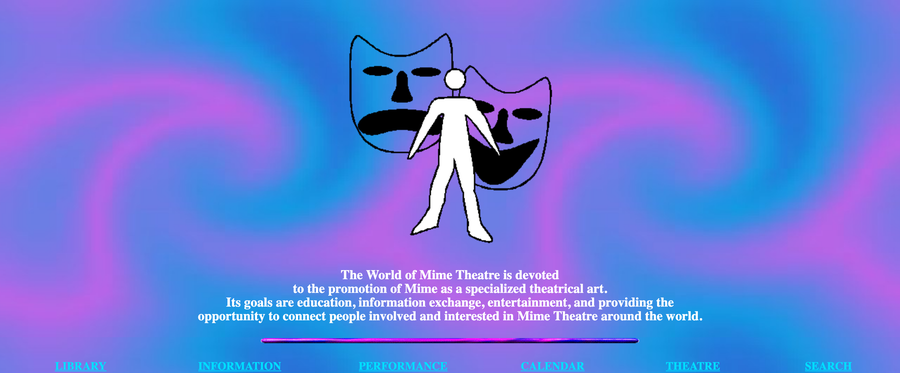 The World of Mime Theatre is devoted
to the promotion of Mime as a specialized theatrical art.
Its goals are education, information exchange, entertainment, and providing the
opportunity to connect people involved and interested in Mime Theatre around the world.
LIBRARY INFORMATION PERFORMANCE CALENDAR THEATRE SEARCH